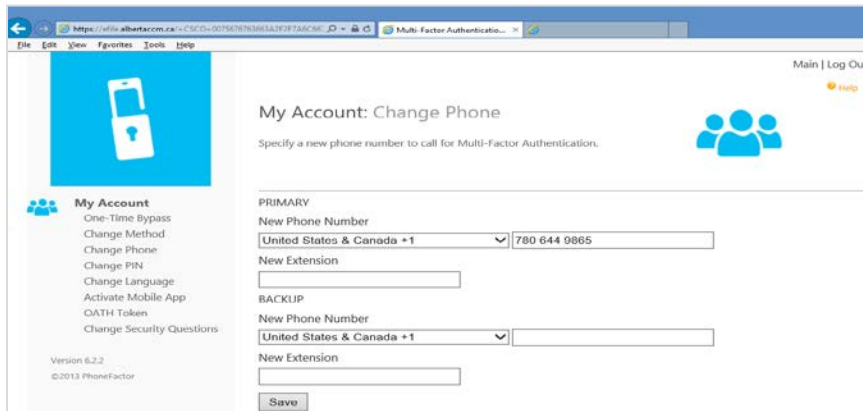 https://efile.albertaccm.ca/
Multi-Factor Authenticatio...
File Edit View Favorites Tools Help
Main | Log Ou
Help
My Account: Change Phone
Specify a new phone number to call for Multi-Factor Authentication.
My Account
One-Time Bypass
Change Method
Change Phone
Change PIN
Change Language
Activate Mobile App
OATH Token
Change Security Questions
Version 6.2.2
©2013 PhoneFactor
PRIMARY
New Phone Number
United States & Canada +1 780 644 9865
New Extension
BACKUP
New Phone Number
United States & Canada +1
New Extension
Save